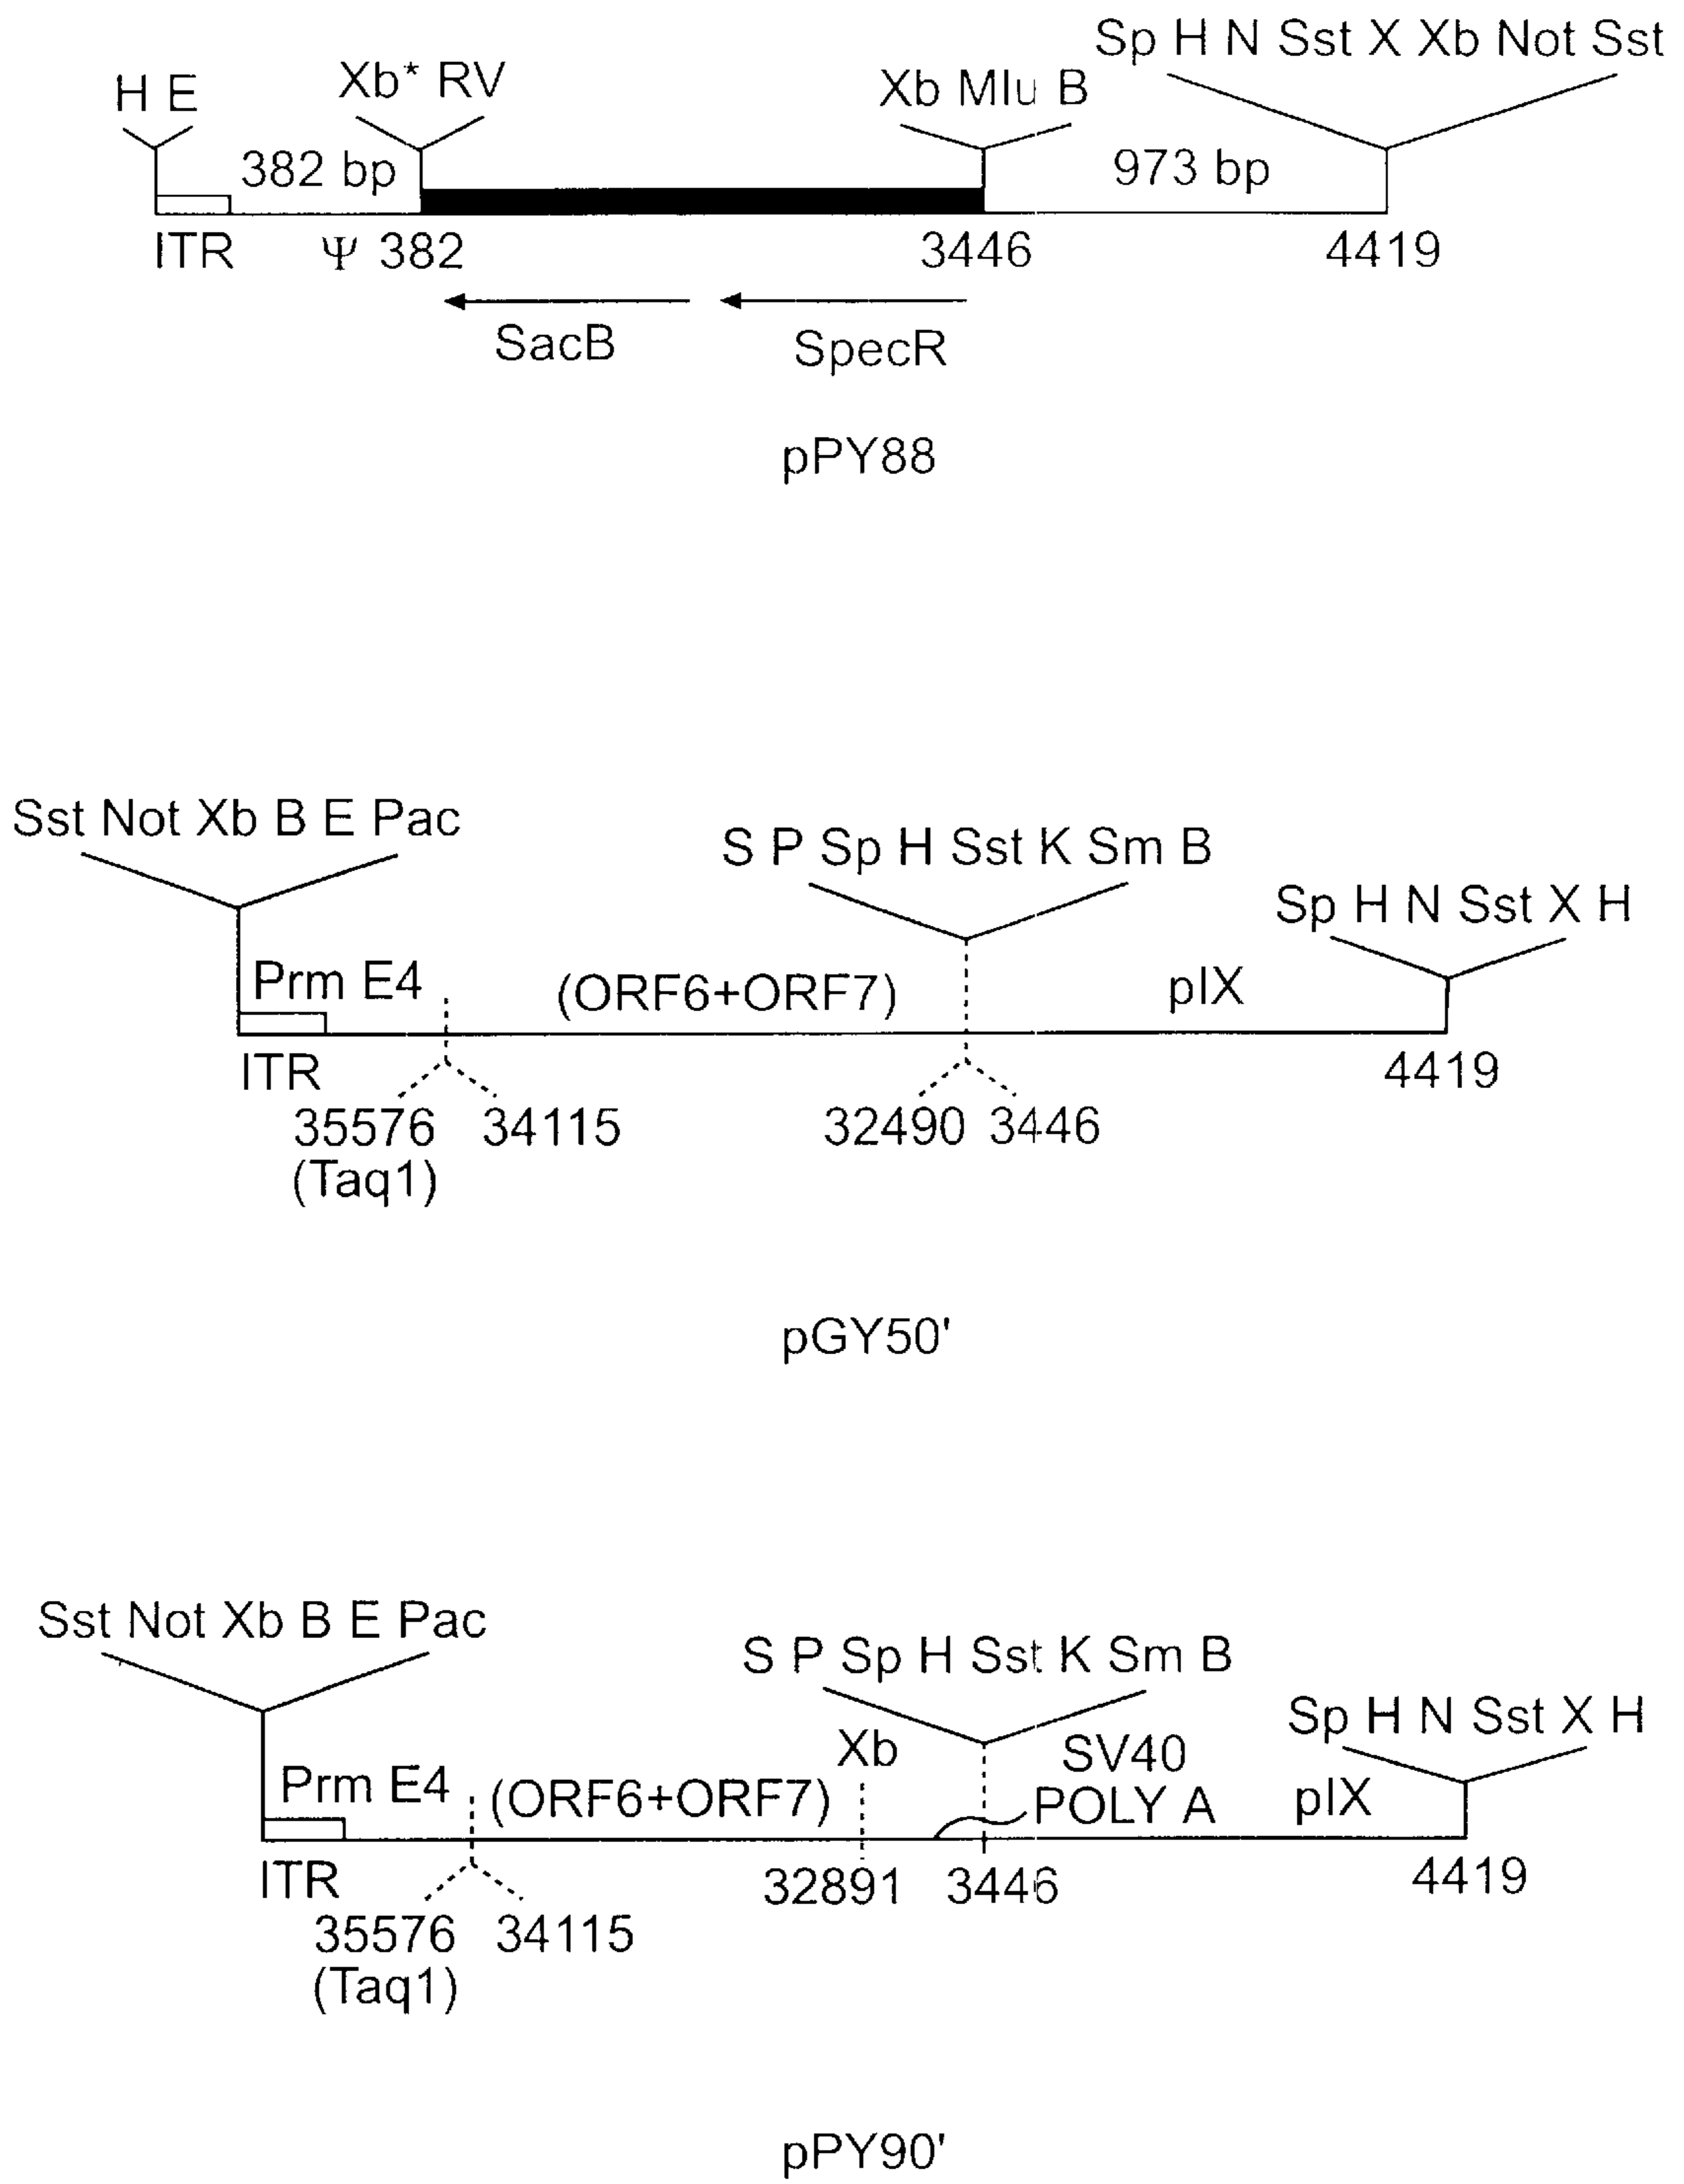 Sp H N Sst X Xb Not Sst
H E
Xb* RV
Xb Mlu B
382 bp
973 bp
ITR
Ψ 382
3446
4419
SacB
SpecR
pPY88
Sst Not Xb B E Pac
S P Sp H Sst K Sm B
Sp H N Sst X H
Prm E4
(ORF6+ORF7)
pIX
ITR
4419
35576
34115
32490
3446
(Taq1)
pGY50'
Sst Not Xb B E Pac
S P Sp H Sst K Sm B
Sp H N Sst X H
Xb
SV40
POLY A
Prm E4
(ORF6+ORF7)
pIX
ITR
32891
3446
4419
35576
34115
(Taq1)
pPY90'